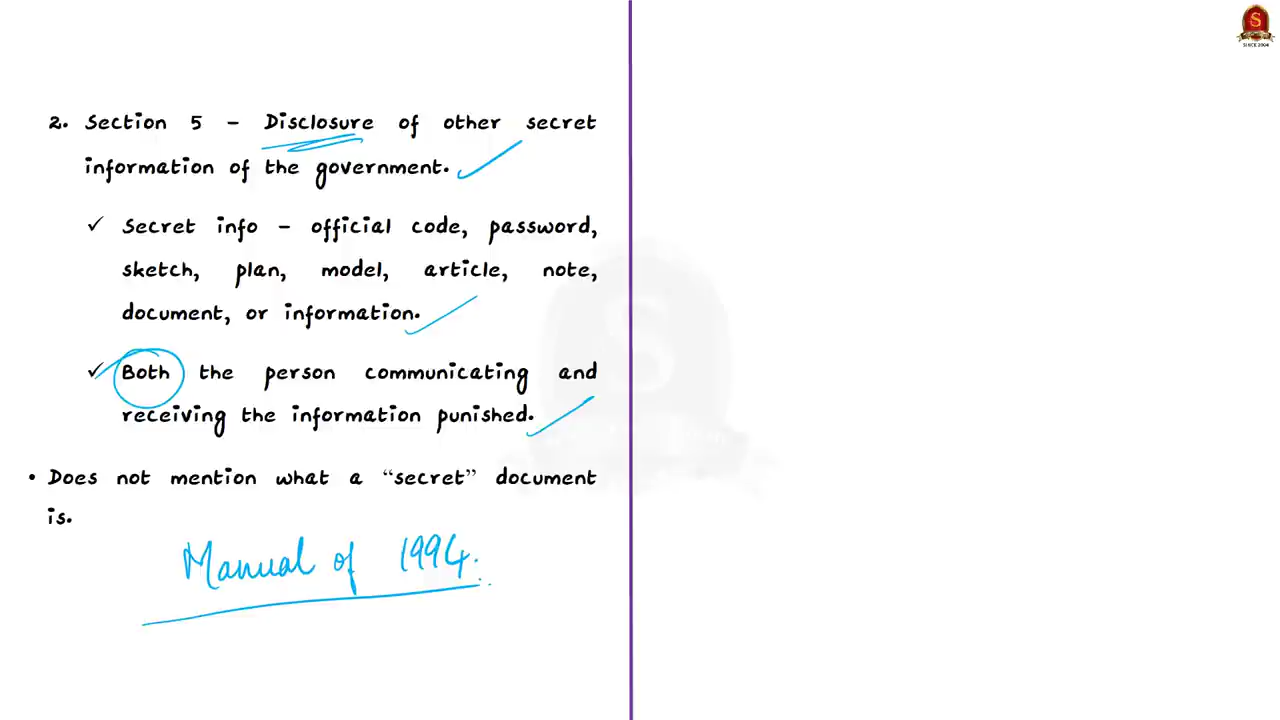 S
SINCE 2004
2. Section 5 - Disclosure of other secret
information of the government.
✓ Secret info - official code, password,
sketch, plan, model, article, note,
document, or information.
✓ Both the person communicating and
receiving the information punished.
• Does not mention what a “secret” document
is.
Manual of 1994.